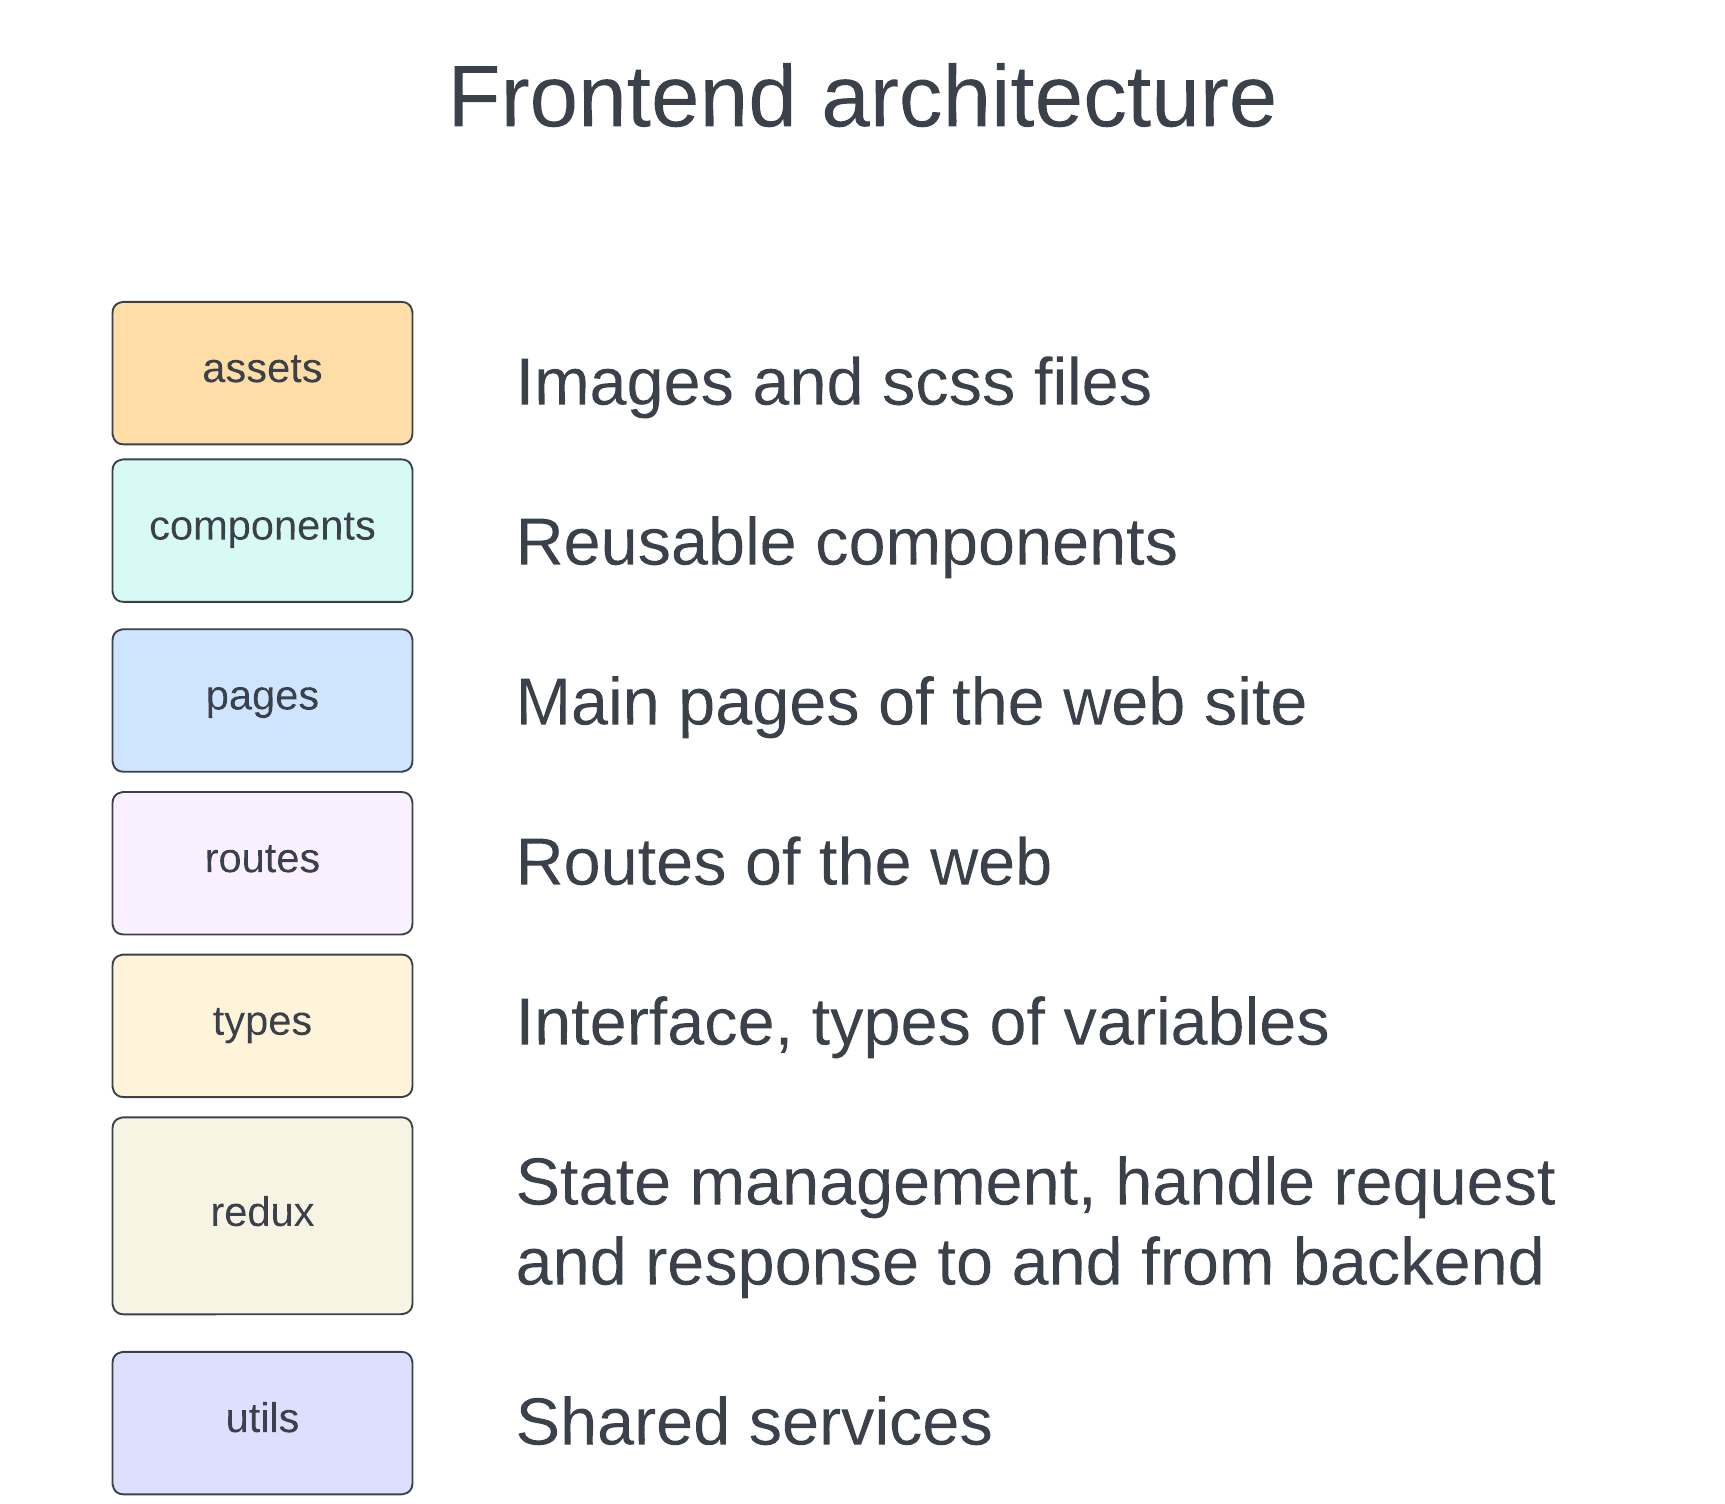 Frontend architecture
assets
Images and scss files
components
Reusable components
pages
Main pages of the web site
routes
Routes of the web
types
Interface, types of variables
redux
State management, handle request
and response to and from backend
utils
Shared services